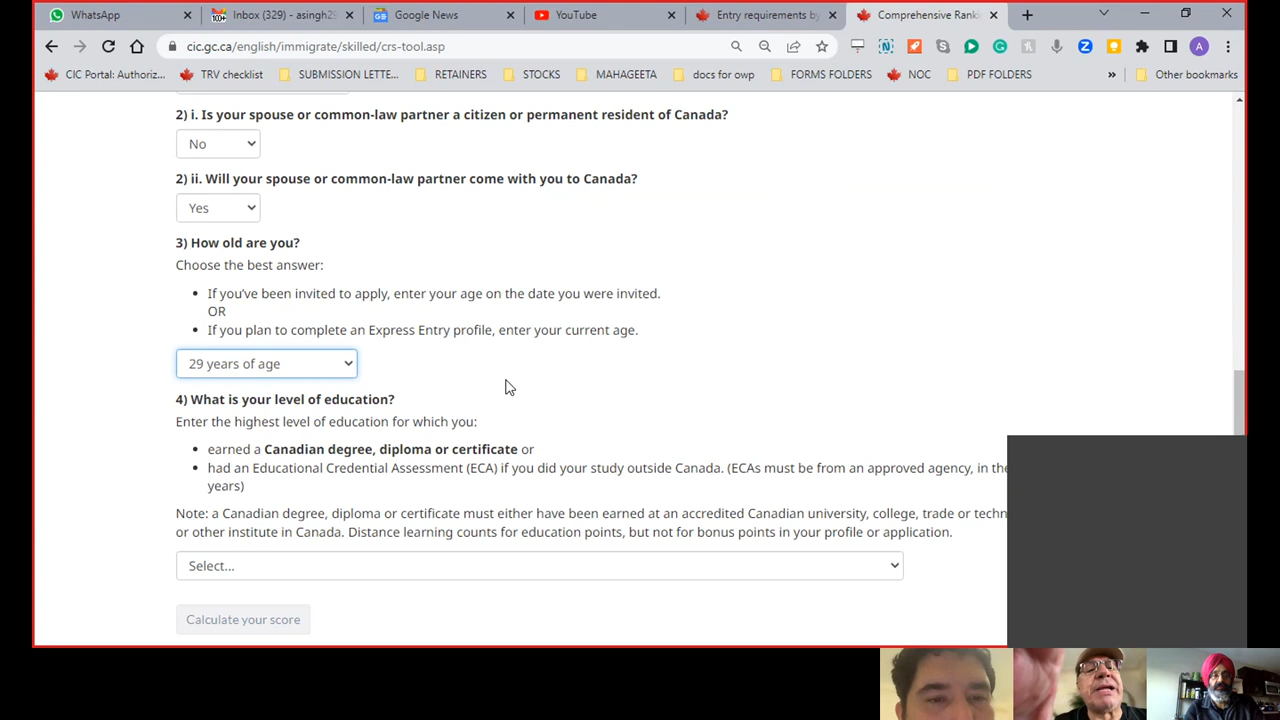 WhatsApp
100+ Inbox (329) - asingh29
Google News
YouTube
Entry requirements by
Comprehensive Rank
cic.gc.ca/english/immigrate/skilled/crs-tool.asp
A
CIC Portal: Authoriz...
TRV checklist
SUBMISSION LETTE...
RETAINERS
STOCKS
MAHAGEETA
docs for owp
FORMS FOLDERS
NOC
PDF FOLDERS
»
Other bookmarks
2) i. Is your spouse or common-law partner a citizen or permanent resident of Canada?
No
2) ii. Will your spouse or common-law partner come with you to Canada?
Yes
3) How old are you?
Choose the best answer:
• If you've been invited to apply, enter your age on the date you were invited.
OR
• If you plan to complete an Express Entry profile, enter your current age.
29 years of age
4) What is your level of education?
Enter the highest level of education for which you:
• earned a Canadian degree, diploma or certificate or
• had an Educational Credential Assessment (ECA) if you did your study outside Canada. (ECAs must be from an approved agency, in the
years)
Note: a Canadian degree, diploma or certificate must either have been earned at an accredited Canadian university, college, trade or techn
or other institute in Canada. Distance learning counts for education points, but not for bonus points in your profile or application.
Select...
Calculate your score